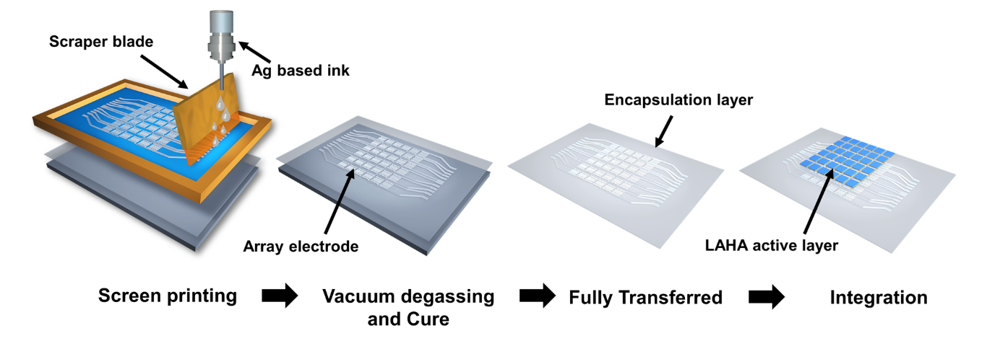 Scraper blade
Ag based ink
Encapsulation layer
Array electrode
LAHA active layer
Screen printing
Vacuum degassing
and Cure
Fully Transferred
Integration